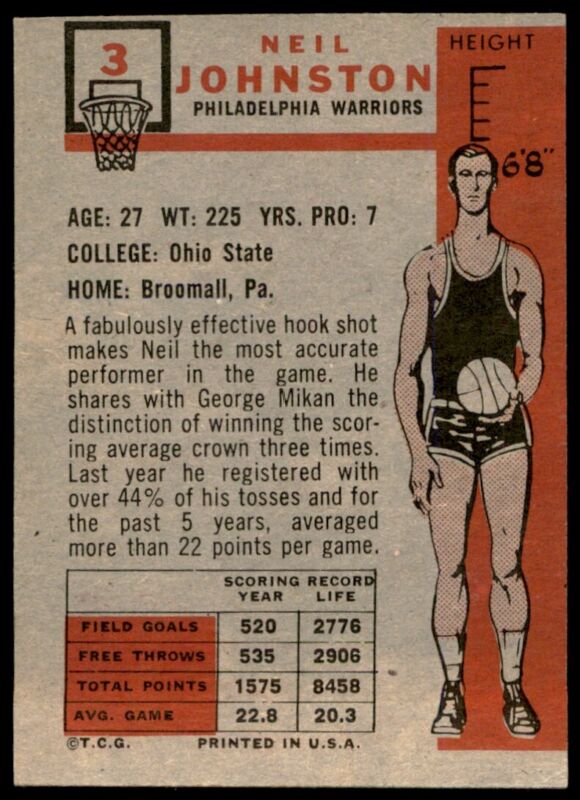 3
NEIL
JOHNSTON
PHILADELPHIA WARRIORS
HEIGHT
6'8"
AGE: 27 WT: 225 YRS. PRO: 7
COLLEGE: Ohio State
HOME: Broomall, Pa.
A fabulously effective hook shot
makes Neil the most accurate
performer in the game. He
shares with George Mikan the
distinction of winning the scor-
ing average crown three times.
Last year he registered with
over 44% of his tosses and for
the past 5 years, averaged
more than 22 points per game.
SCORING RECORD
YEAR LIFE
FIELD GOALS 520 2776
FREE THROWS 535 2906
TOTAL POINTS 1575 8458
AVG. GAME 22.8 20.3
©T.C.G. PRINTED IN U.S.A.